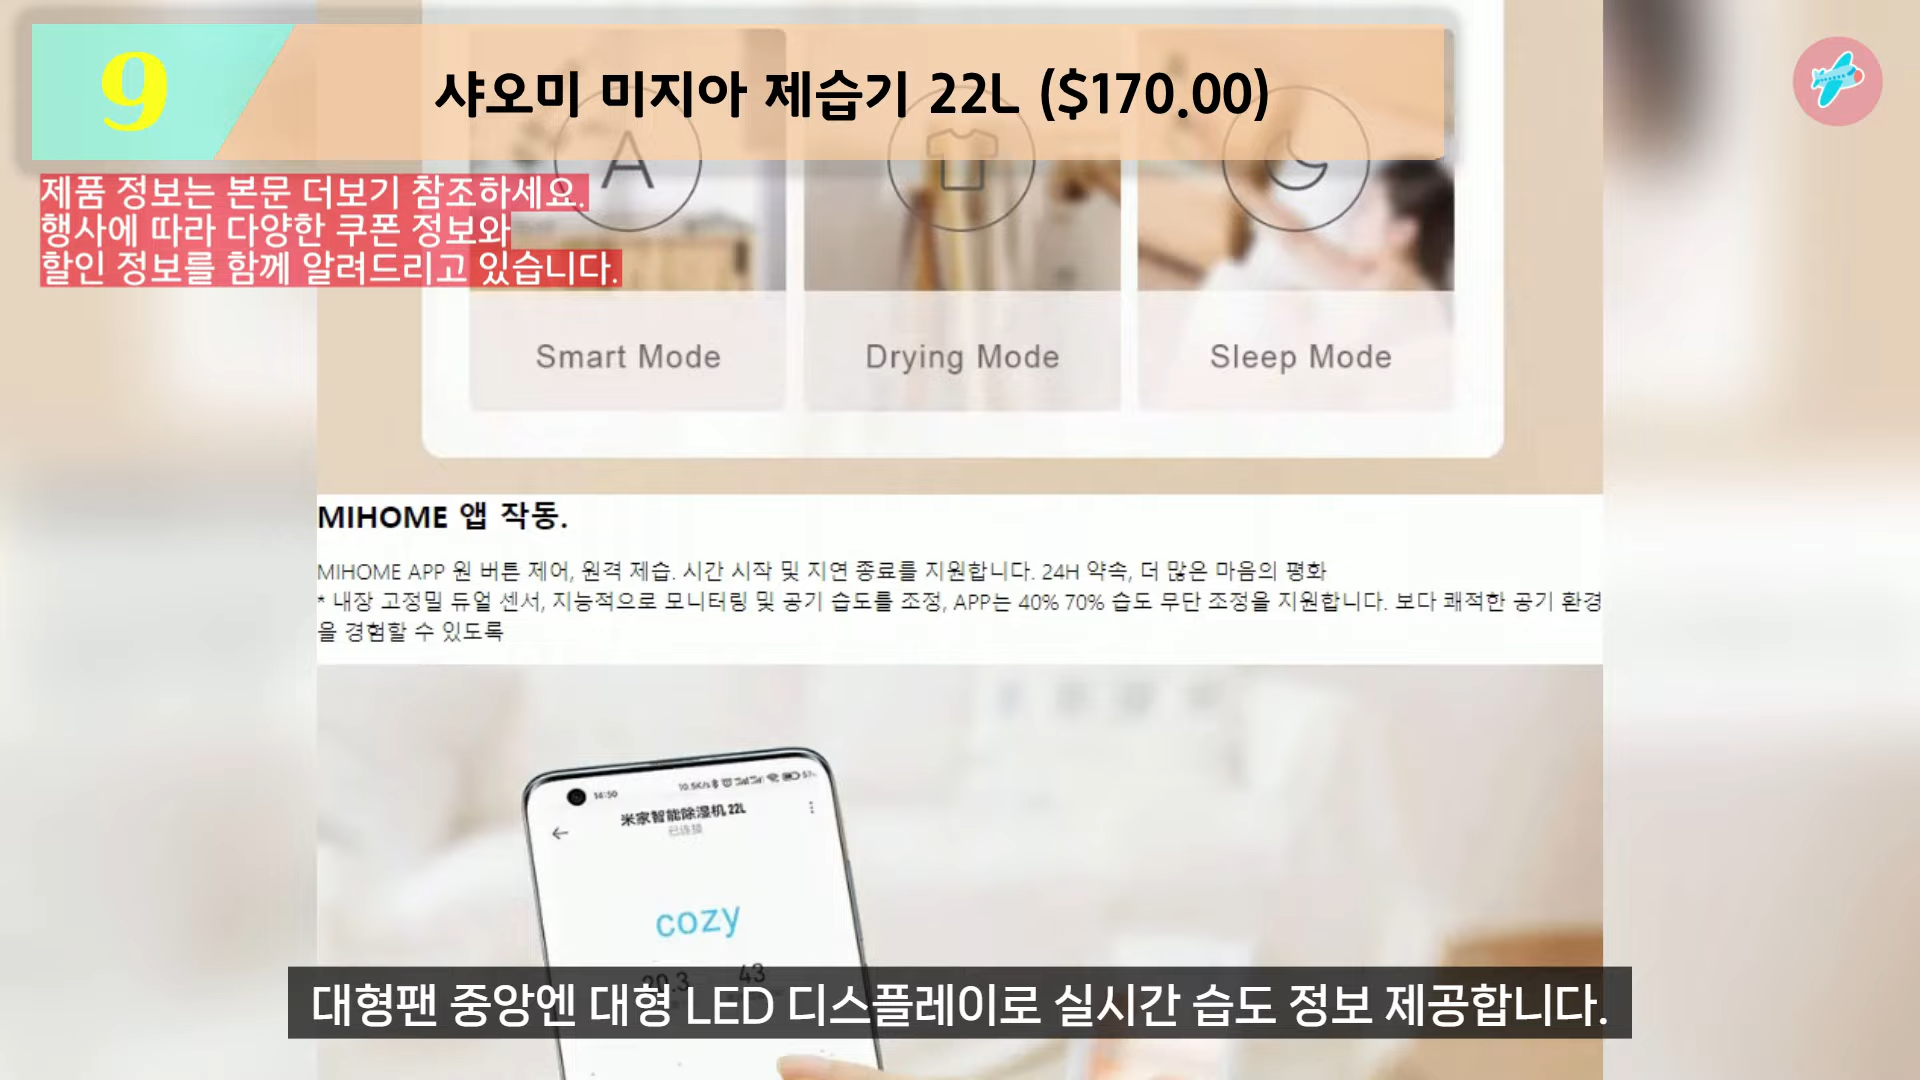 9
샤오미 미지아 제습기 22L ($170.00)
제품 정보는 본문 더보기 참조하세요.
행사에 따라 다양한 쿠폰 정보와
할인 정보를 함께 알려드리고 있습니다.
A
Smart Mode
Drying Mode
Sleep Mode
MIHOME 앱 작동.
MIHOME APP 원 버튼 제어, 원격 제습. 시간 시작 및 지연 종료를 지원합니다. 24H 약속, 더 많은 마음의 평화
* 내장 고정밀 듀얼 센서, 지능적으로 모니터링 및 공기 습도를 조정, APP는 40% 70% 습도 무단 조정을 지원합니다. 보다 쾌적한 공기 환경
을 경험할 수 있도록
14:50
米家智能除湿机 22L
已连接
cozy
20.3 43
대형팬 중앙엔 대형 LED 디스플레이로 실시간 습도 정보 제공합니다.